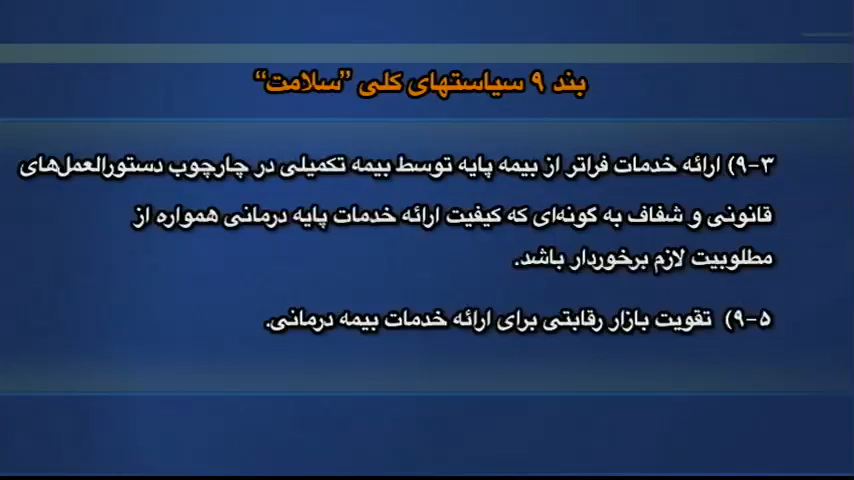 بند ۹ سیاستهای کلی ”سلامت“
۹-۳) ارائه خدمات فراتر از بیمه پایه توسط بیمه تکمیلی در چارچوب دستورالعمل‌های
قانونی و شفاف به گونه‌ای که کیفیت ارائه خدمات پایه درمانی همواره از
مطلوبیت لازم برخوردار باشد.
۹-۵) تقویت بازار رقابتی برای ارائه خدمات بیمه درمانی.